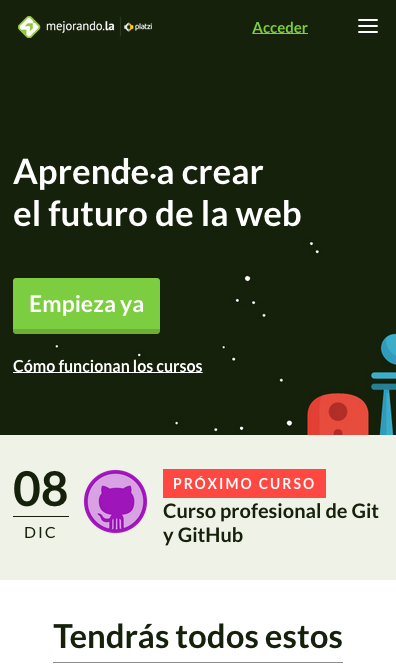 mejorando.la platzi
Acceder
Aprende a crear
el futuro de la web
Empieza ya
Cómo funcionan los cursos
08
DIC
PRÓXIMO CURSO
Curso profesional de Git
y GitHub
Tendrás todos estos